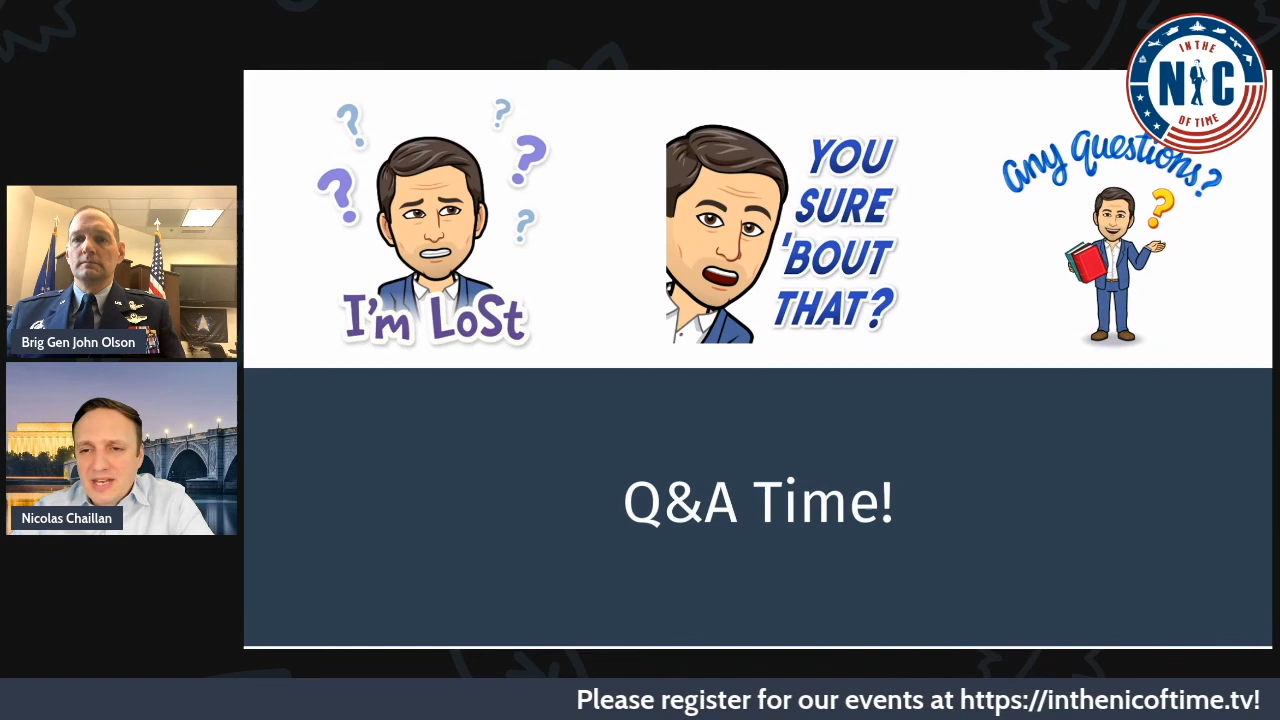 IN THE
NIC
OF TIME
?
?
?
?
?
I'm LoSt
YOU
SURE
'BOUT
THAT?
any questions?
?
Brig Gen John Olson
Nicolas Chaillan
Q&A Time!
Please register for our events at https://inthenicoftime.tv!